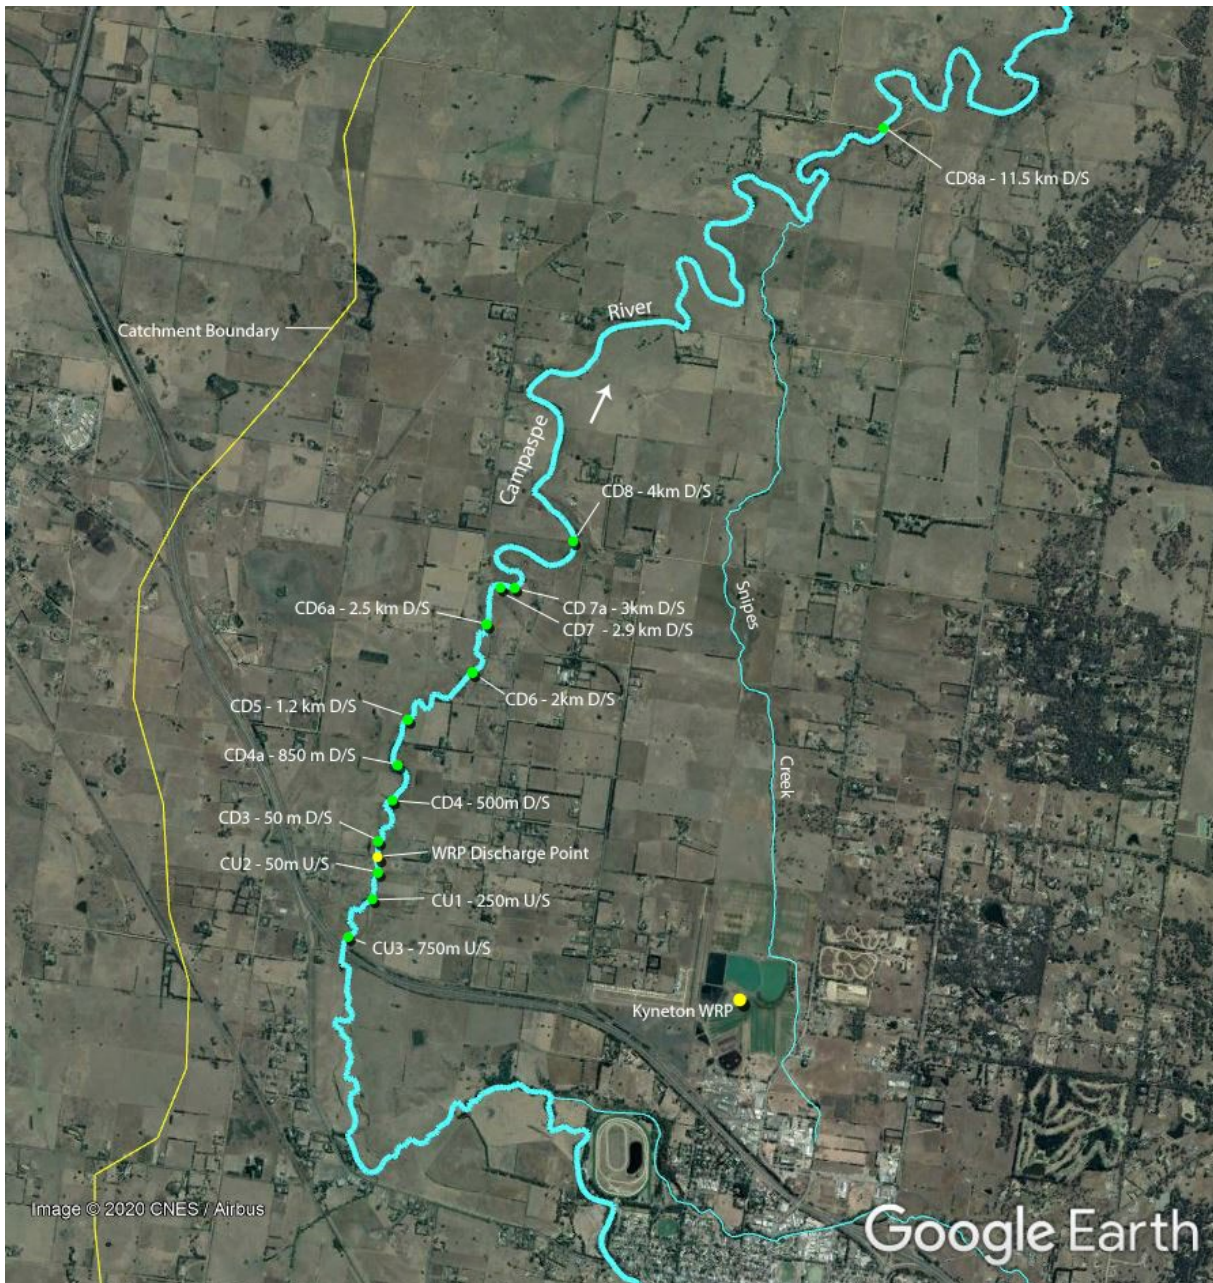 CD8a - 11.5 km D/S
River
Catchment Boundary
Campaspe
CD8 - 4km D/S
Snipes
CD6a - 2.5 km D/S
CD 7a - 3km D/S
CD7 - 2.9 km D/S
CD6 - 2km D/S
CD5 - 1.2 km D/S
CD4a - 850 m D/S
Creek
CD4 - 500m D/S
CD3 - 50 m D/S
WRP Discharge Point
CU2 - 50m U/S
CU1 - 250m U/S
CU3 - 750m U/S
Kyneton WRP
Image © 2020 CNES / Airbus
Google Earth